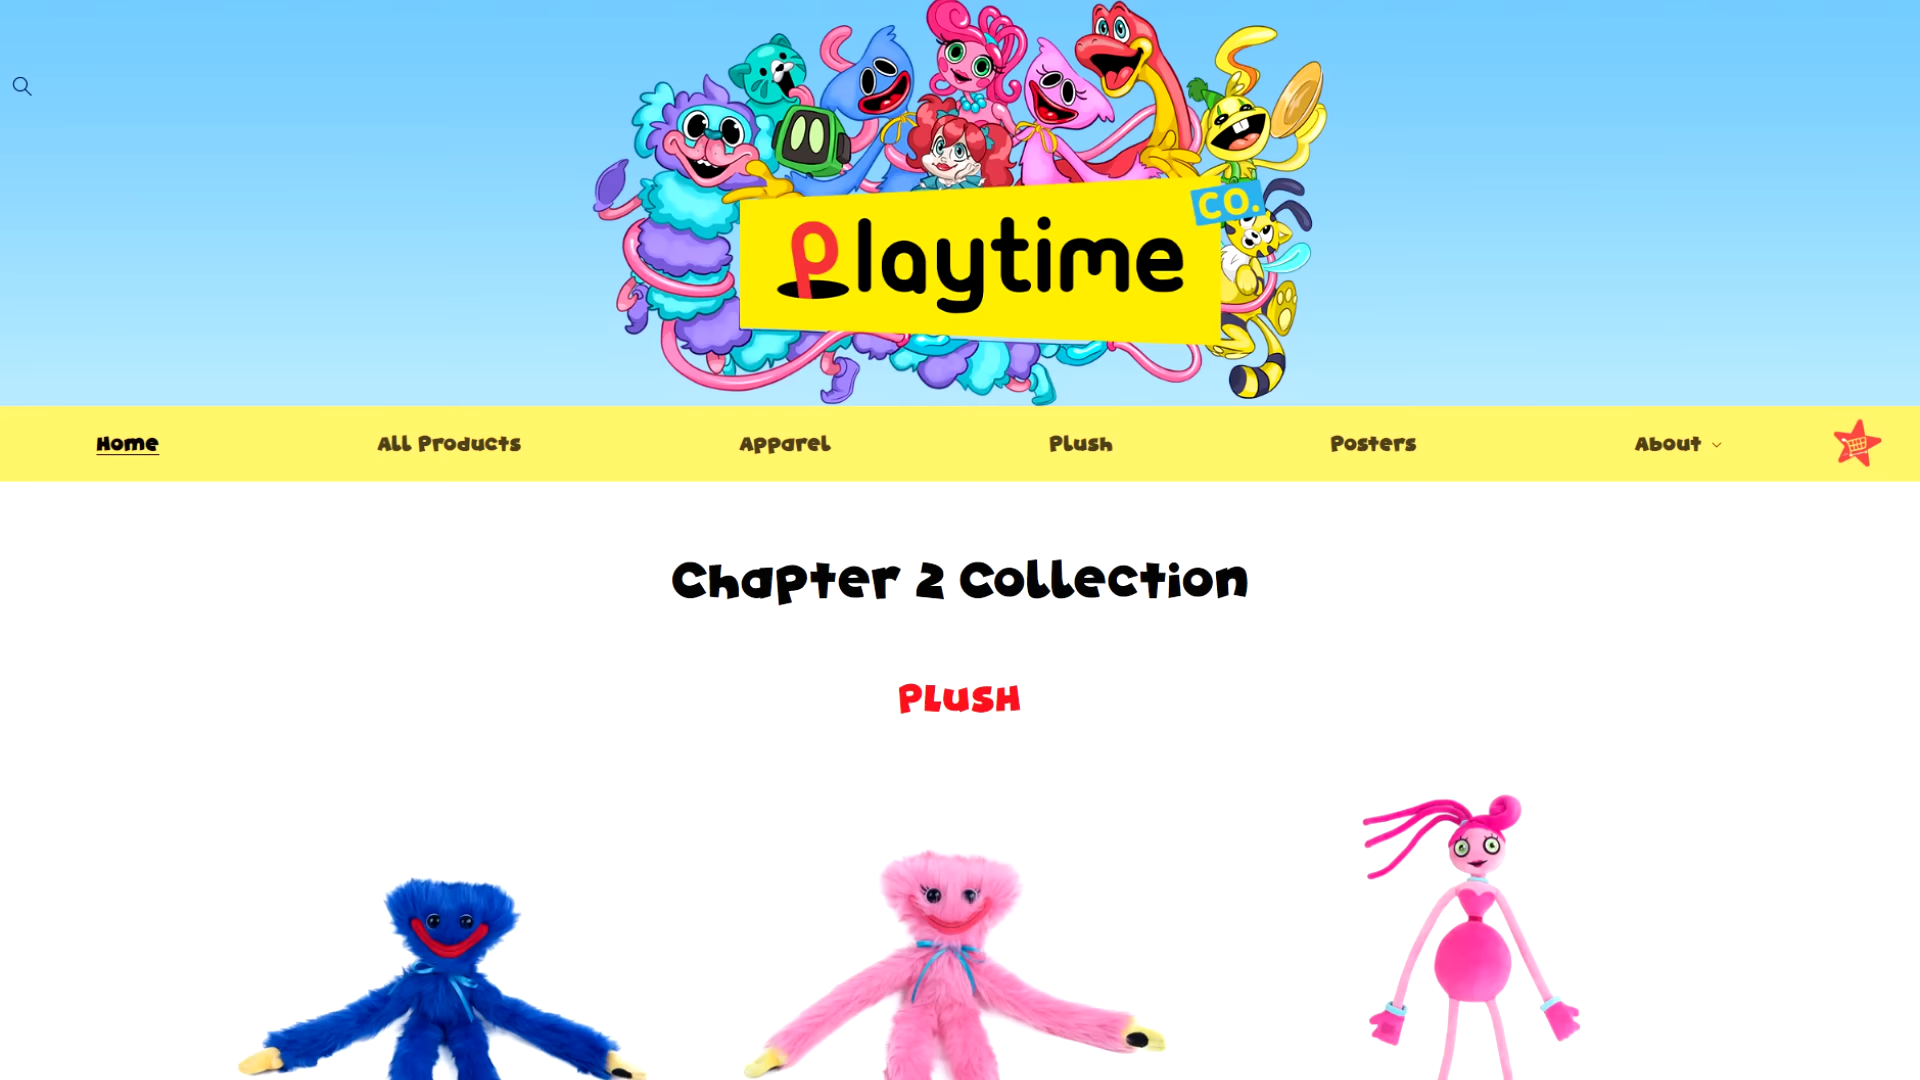 co.
Playtime
Home
All Products
Apparel
Plush
Posters
About
Chapter 2 Collection
PLUSH